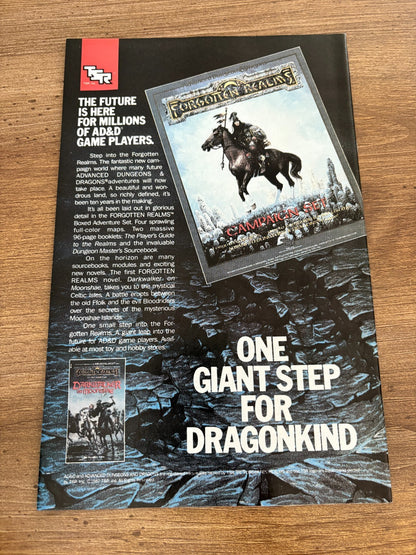 TSR
THE FUTURE
IS HERE
FOR MILLIONS
OF AD&D®
GAME PLAYERS.
Step into the Forgotten
Realms. The fantastic new cam-
paign world where many future
ADVANCED DUNGEONS &
DRAGONS® adventures will now
take place. A beautiful and won-
drous land, so richly defined, it's
been ten years in the making.
It's all been laid out in glorious
detail in the FORGOTTEN REALMS™
Boxed Adventure Set. Four sprawling
full-color maps. Two massive
96-page booklets: The Player's Guide
to the Realms and the invaluable
Dungeon Master's Sourcebook.
On the horizon are many
sourcebooks, modules and exciting
new novels. The first FORGOTTEN
REALMS novel, Darkwalker on
Moonshae, takes you to the mystical
Celtic Isles. A battle erupts between
the old Ffolk and the evil Bloodriders
over the secrets of the mysterious
Moonshae Islands.
One small step into the For-
gotten Realms. A giant leap into the
future for AD&D game players. Avail-
able at most toy and hobby stores.
FORGOTTEN REALMS
CAMPAIGN SET
DARKWALKER
ON MOONSHAE
ONE
GIANT STEP
FOR
DRAGONKIND